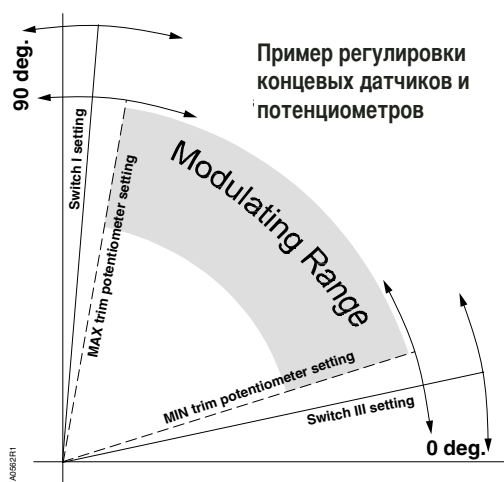 Пример регулировки
концевых датчиков и
потенциометров
90 deg.
Switch I setting
MAX trim potentiometer setting
Modulating Range
MIN trim potentiometer setting
Switch III setting
0 deg.
A0562R1